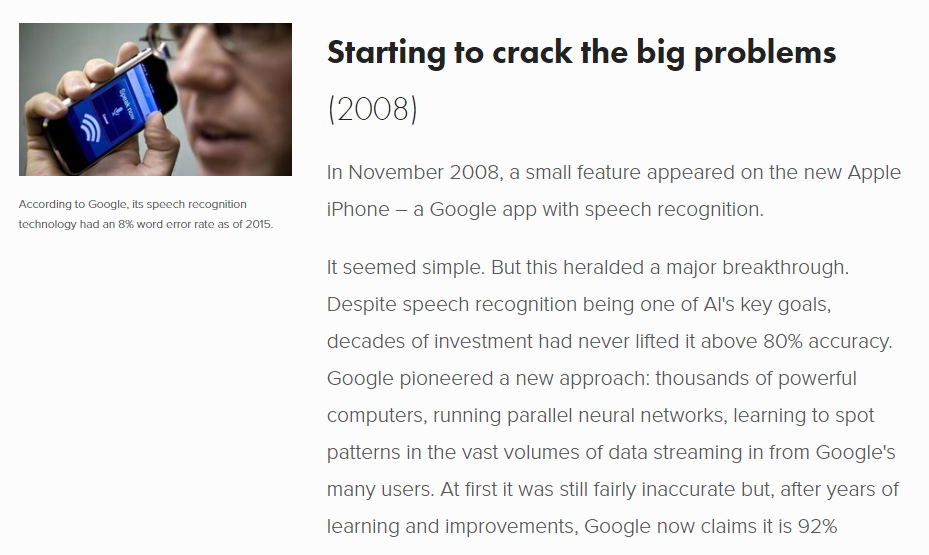 Speak now
Cancel
According to Google, its speech recognition
technology had an 8% word error rate as of 2015.
Starting to crack the big problems
(2008)
In November 2008, a small feature appeared on the new Apple
iPhone – a Google app with speech recognition.
It seemed simple. But this heralded a major breakthrough.
Despite speech recognition being one of AI's key goals,
decades of investment had never lifted it above 80% accuracy.
Google pioneered a new approach: thousands of powerful
computers, running parallel neural networks, learning to spot
patterns in the vast volumes of data streaming in from Google's
many users. At first it was still fairly inaccurate but, after years of
learning and improvements, Google now claims it is 92%